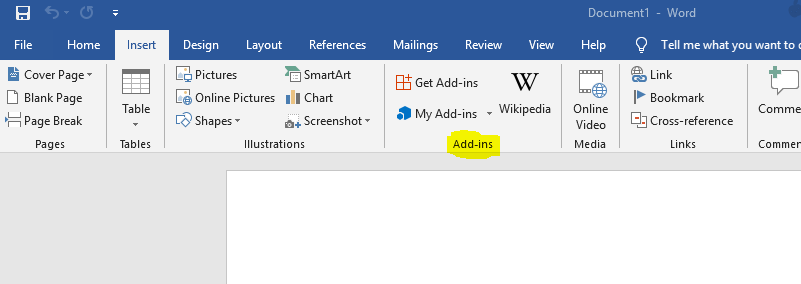 Document1 - Word
File Home Insert Design Layout References Mailings Review View Help Tell me what you want to
Cover Page
Blank Page
Page Break
Pages
Table
Tables
Pictures
Online Pictures
Shapes
SmartArt
Chart
Screenshot
Illustrations
Get Add-ins
My Add-ins
W
Wikipedia
Add-ins
Online
Video
Media
Link
Bookmark
Cross-reference
Links